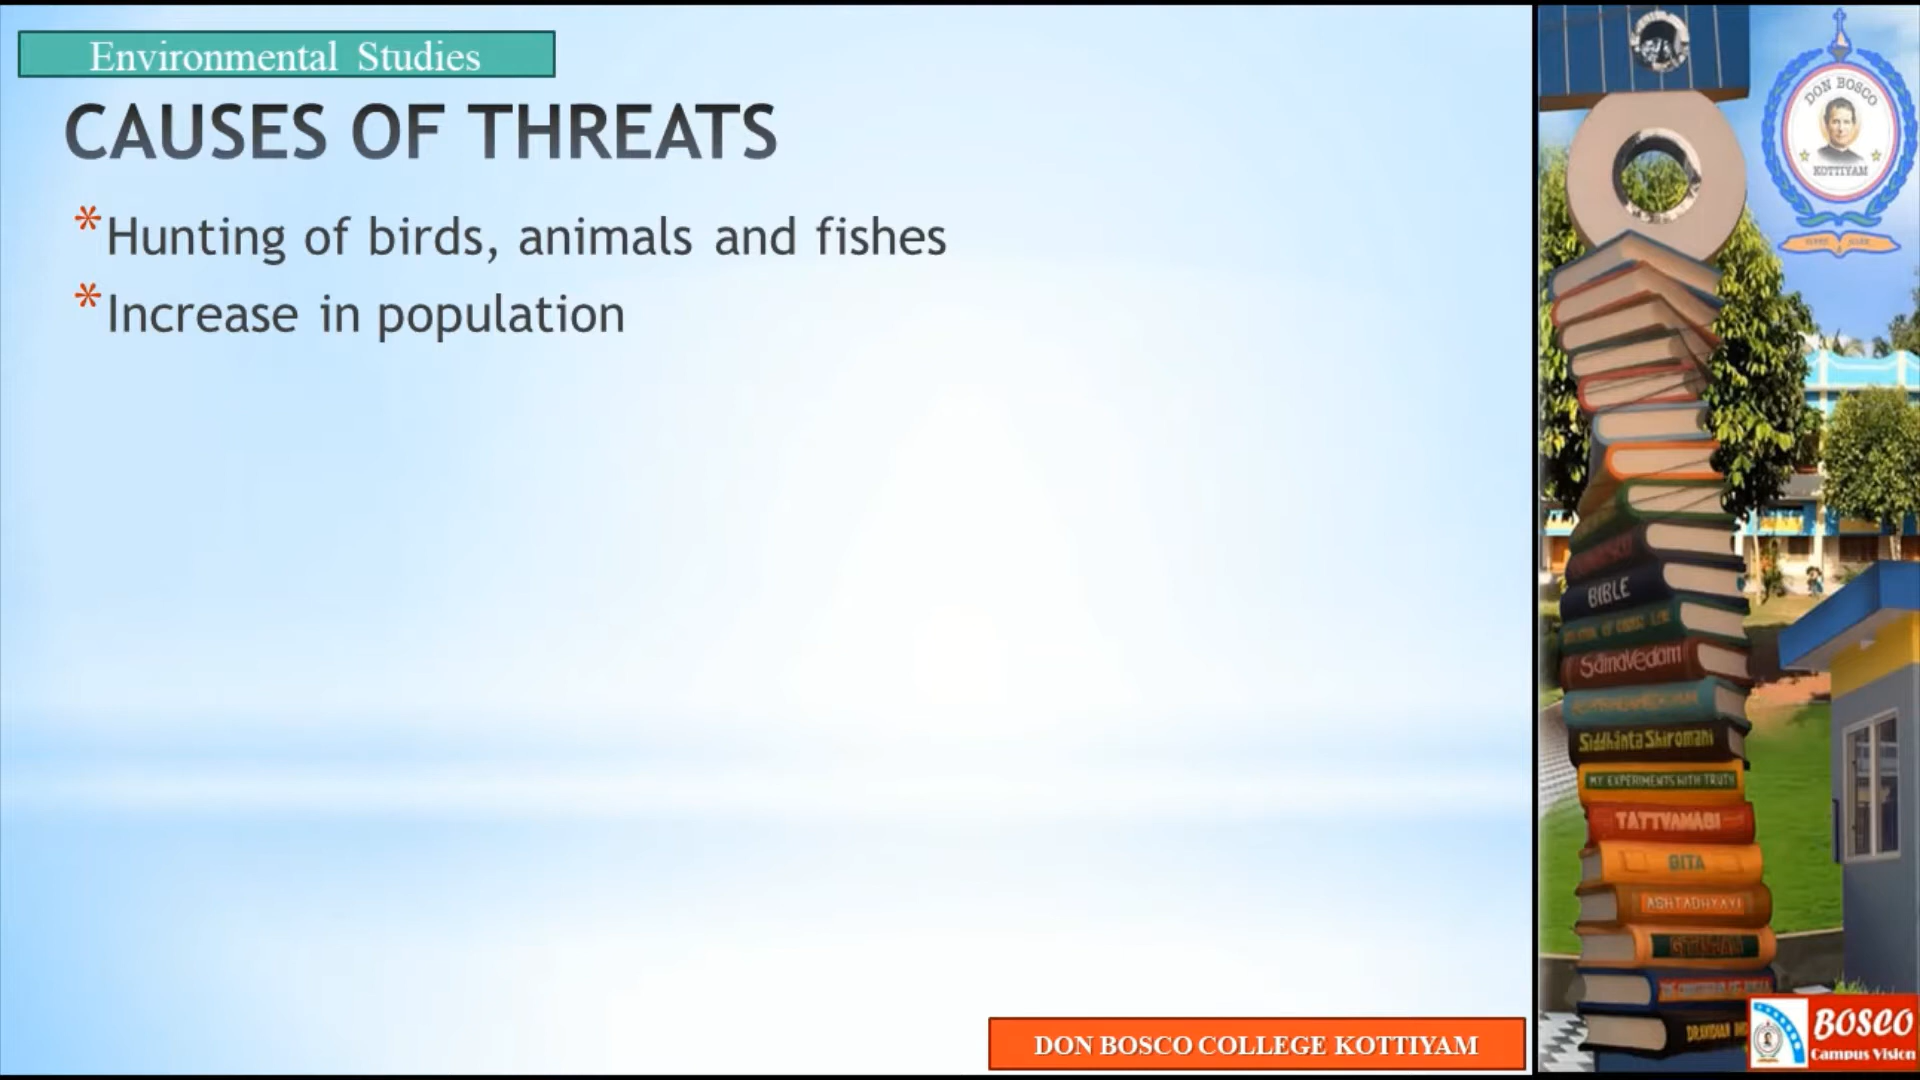 Environmental Studies
CAUSES OF THREATS
* Hunting of birds, animals and fishes
* Increase in population
DON BOSCO COLLEGE KOTTIYAM
DON BOSCO
KOTTIYAM
BIBLE
SamaVedam
Siddhanta Shiromani
MY EXPERIMENTS WITH TRUTH
TATTVAMASI
GITA
ASHTADHYAYI
BOSCO
Campus Vision